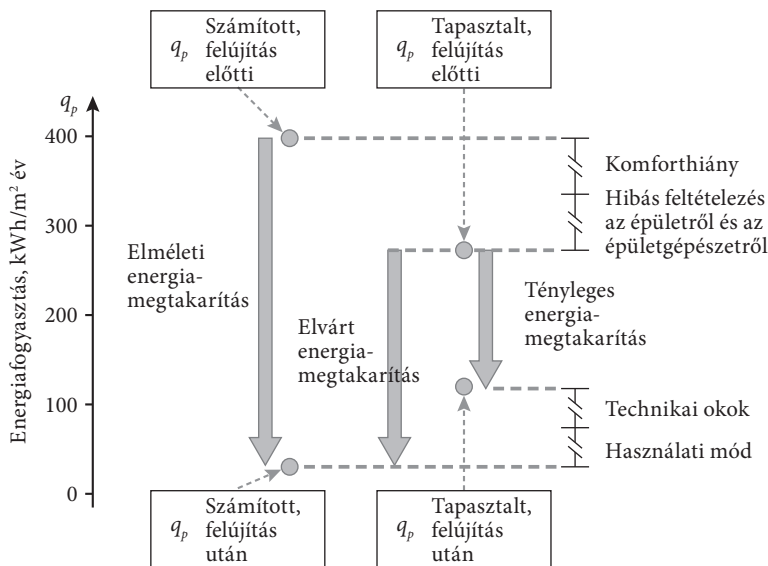 Számított,
q_p felújítás
előtti
Tapasztalt,
q_p felújítás
előtti
q_p
400
300
200
100
0
Energiafogyasztás, kWh/m² év
Komforthiány
Hibás feltételezés
az épületről és az
épületgépészetről
Elméleti
energia-
megtakarítás
Elvárt
energia-
megtakarítás
Tényleges
energia-
megtakarítás
Technikai okok
Használati mód
Számított,
q_p felújítás
után
Tapasztalt,
q_p felújítás
után